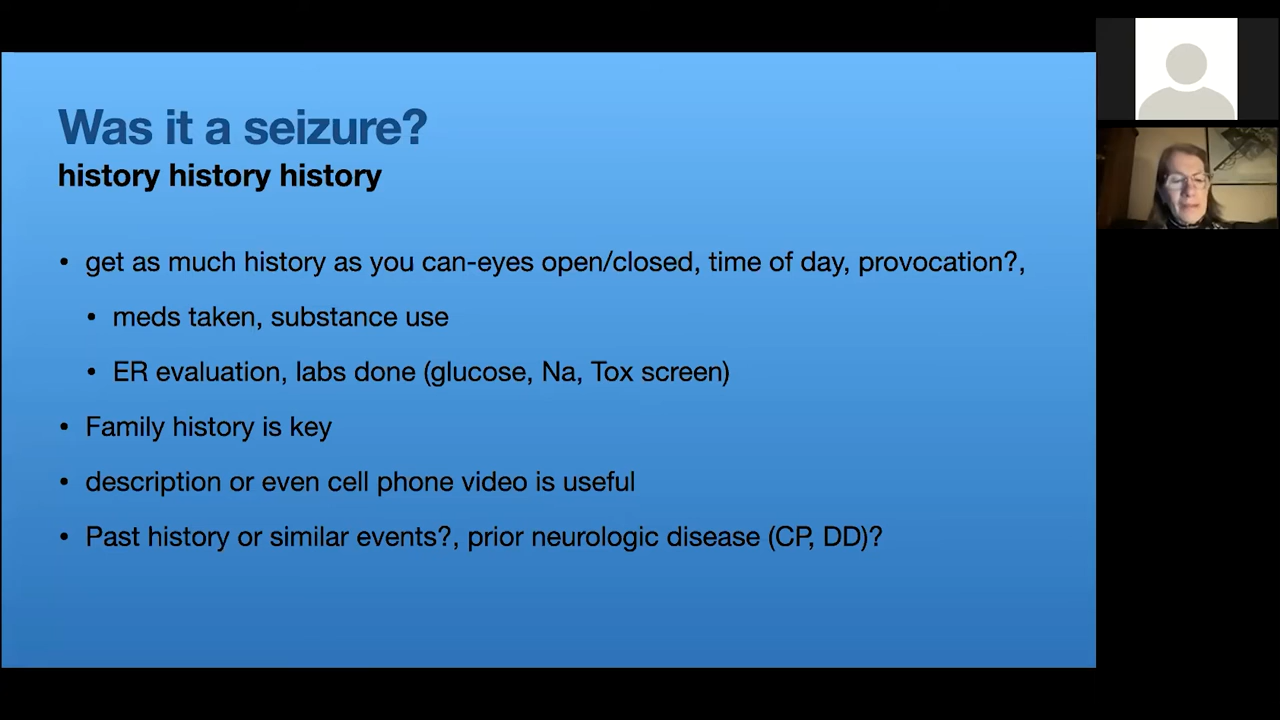 Was it a seizure?
history history history
• get as much history as you can-eyes open/closed, time of day, provocation?,
• meds taken, substance use
• ER evaluation, labs done (glucose, Na, Tox screen)
• Family history is key
• description or even cell phone video is useful
• Past history or similar events?, prior neurologic disease (CP, DD)?